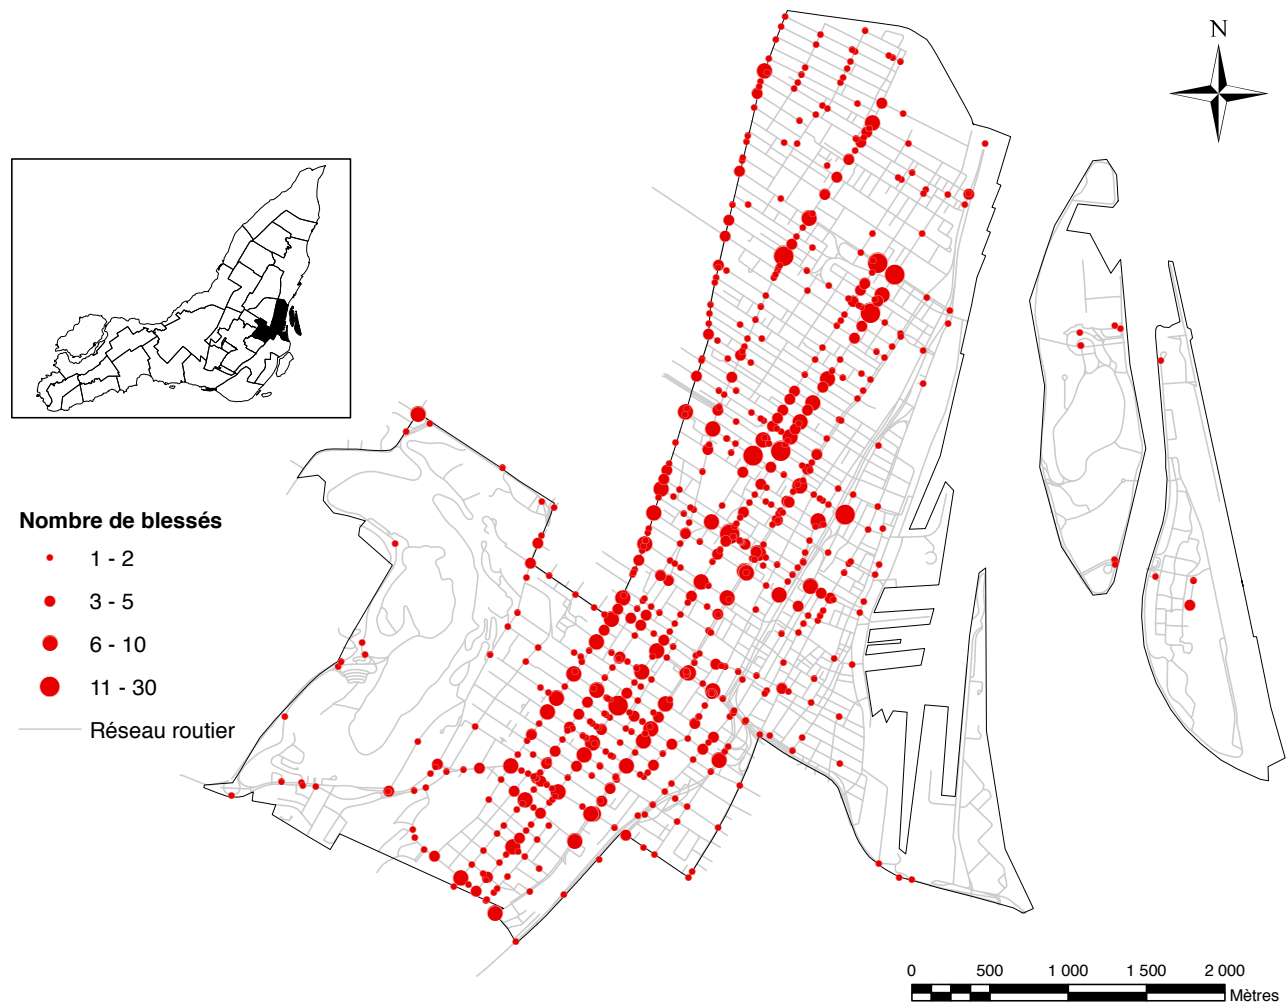 N
Nombre de blessés
1 - 2
3 - 5
6 - 10
11 - 30
Réseau routier
0 500 1 000 1 500 2 000
Mètres